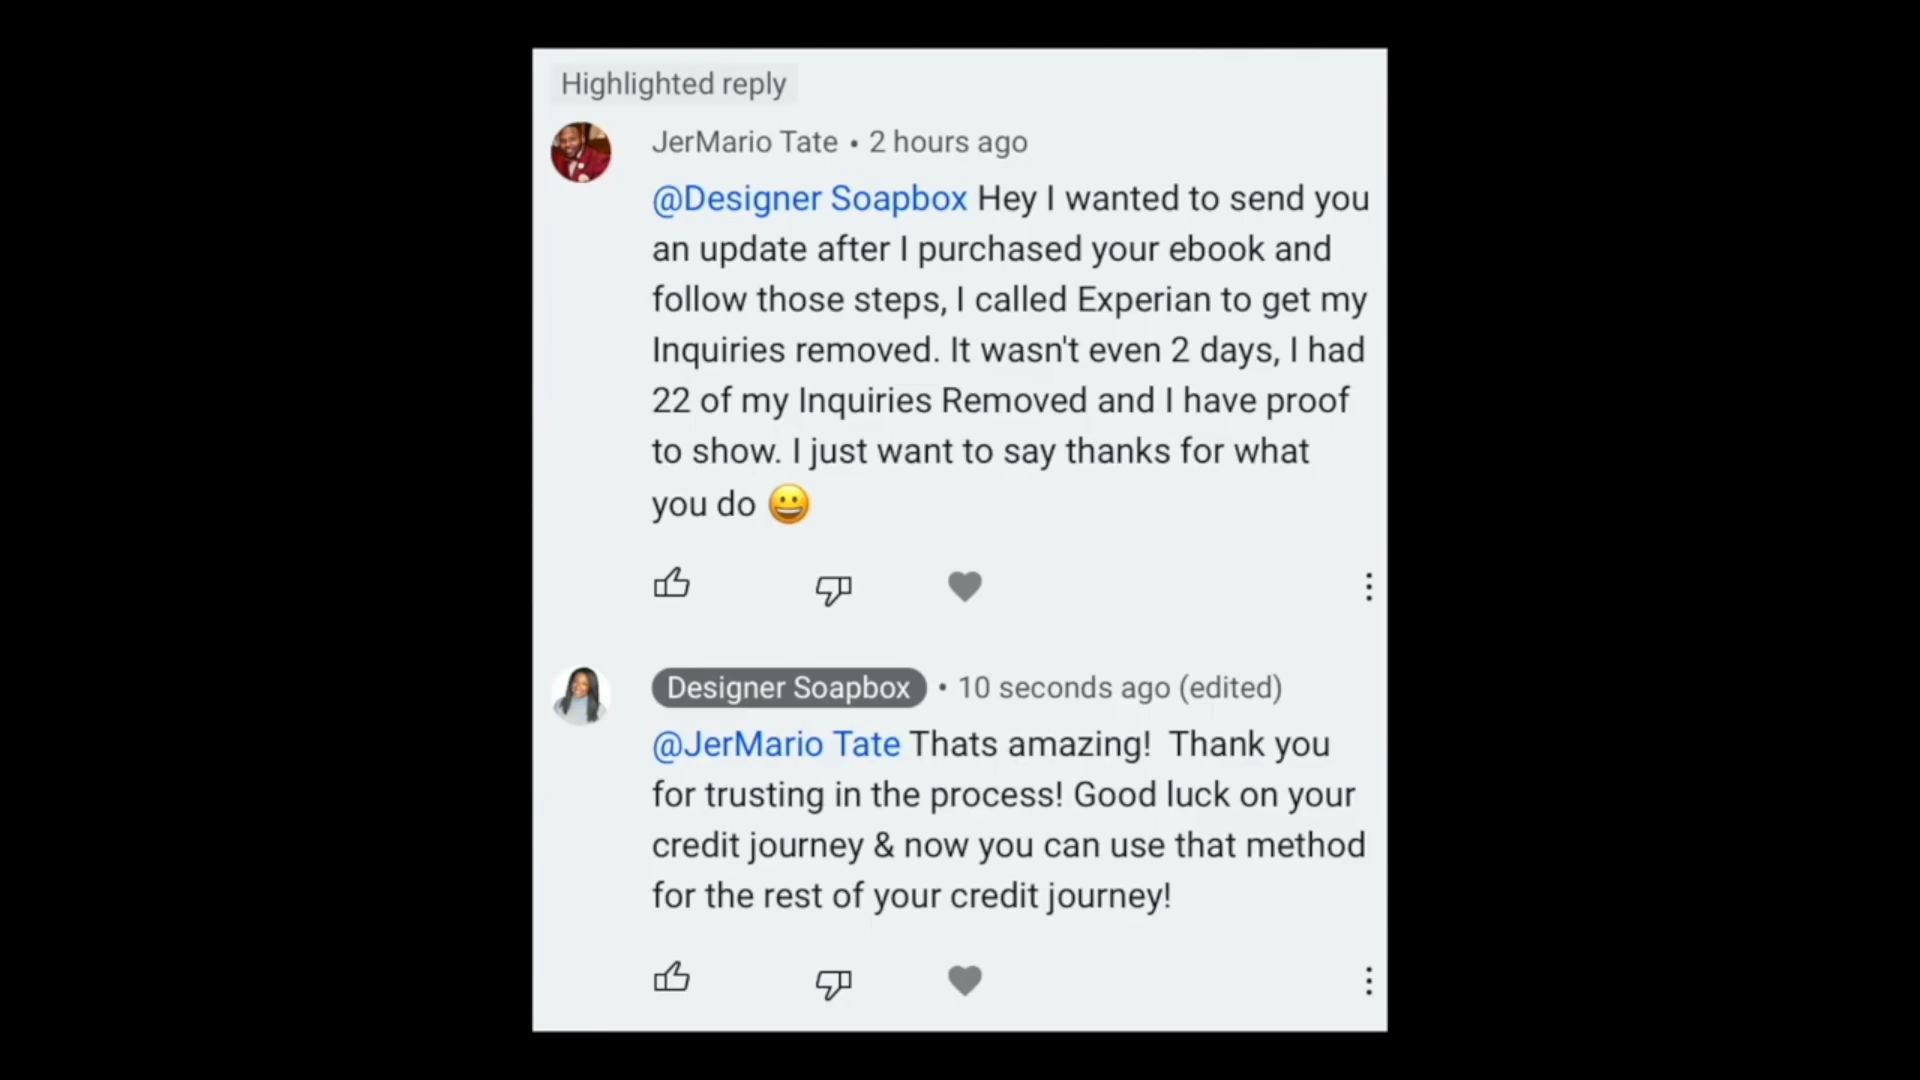 Highlighted reply
JerMario Tate • 2 hours ago
@Designer Soapbox Hey I wanted to send you
an update after I purchased your ebook and
follow those steps, I called Experian to get my
Inquiries removed. It wasn't even 2 days, I had
22 of my Inquiries Removed and I have proof
to show. I just want to say thanks for what
you do 😀
Designer Soapbox • 10 seconds ago (edited)
@JerMario Tate Thats amazing!  Thank you
for trusting in the process! Good luck on your
credit journey & now you can use that method
for the rest of your credit journey!